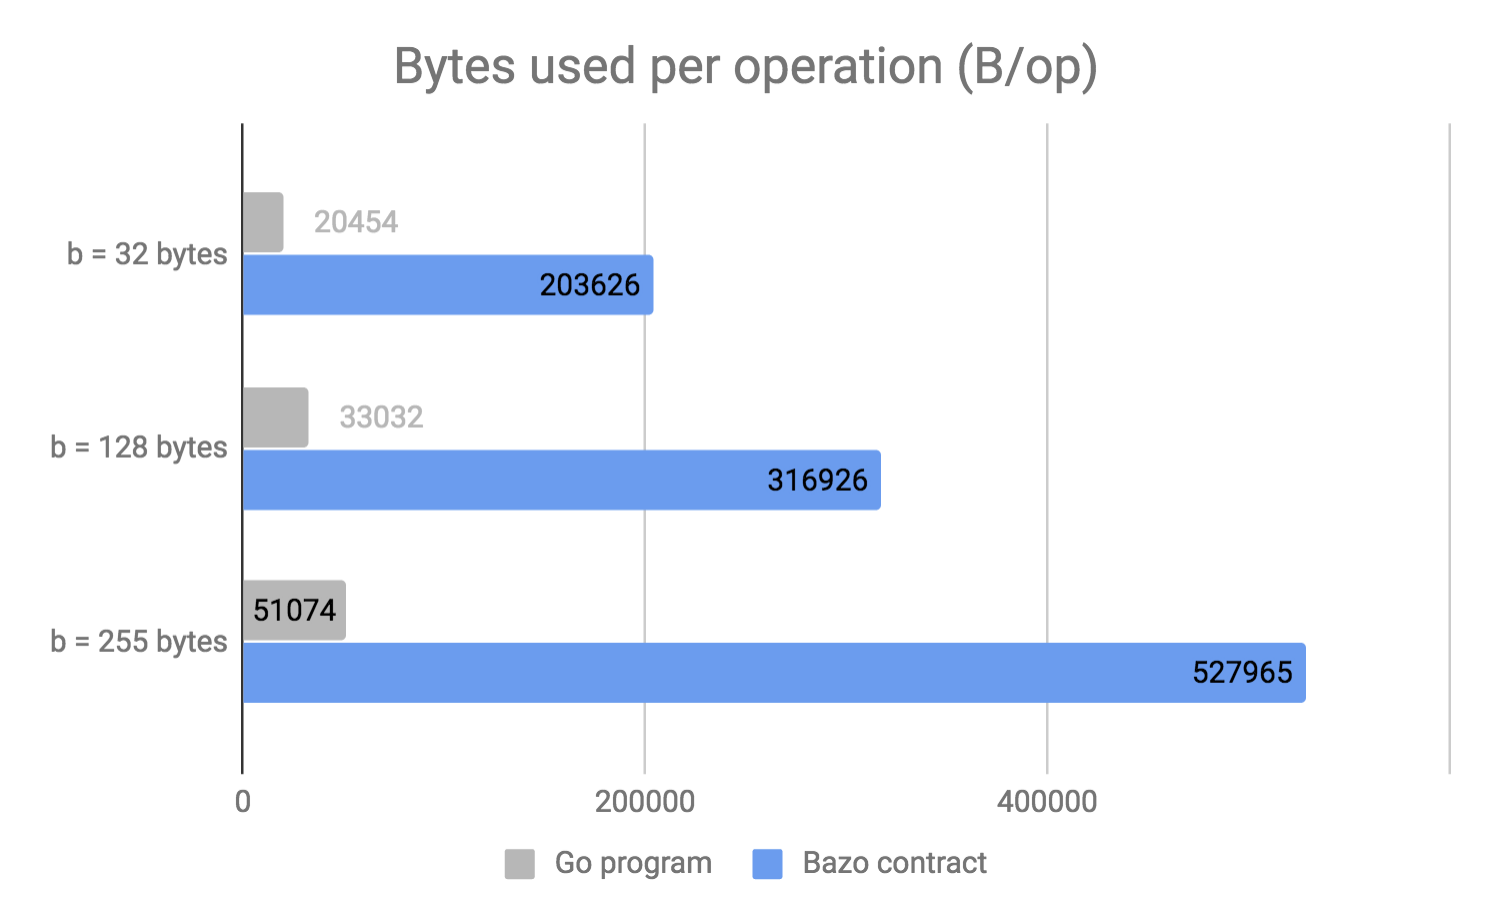 Bytes used per operation (B/op)
b = 32 bytes
20454
203626
b = 128 bytes
33032
316926
b = 255 bytes
51074
527965
0 200000 400000
Go program Bazo contract